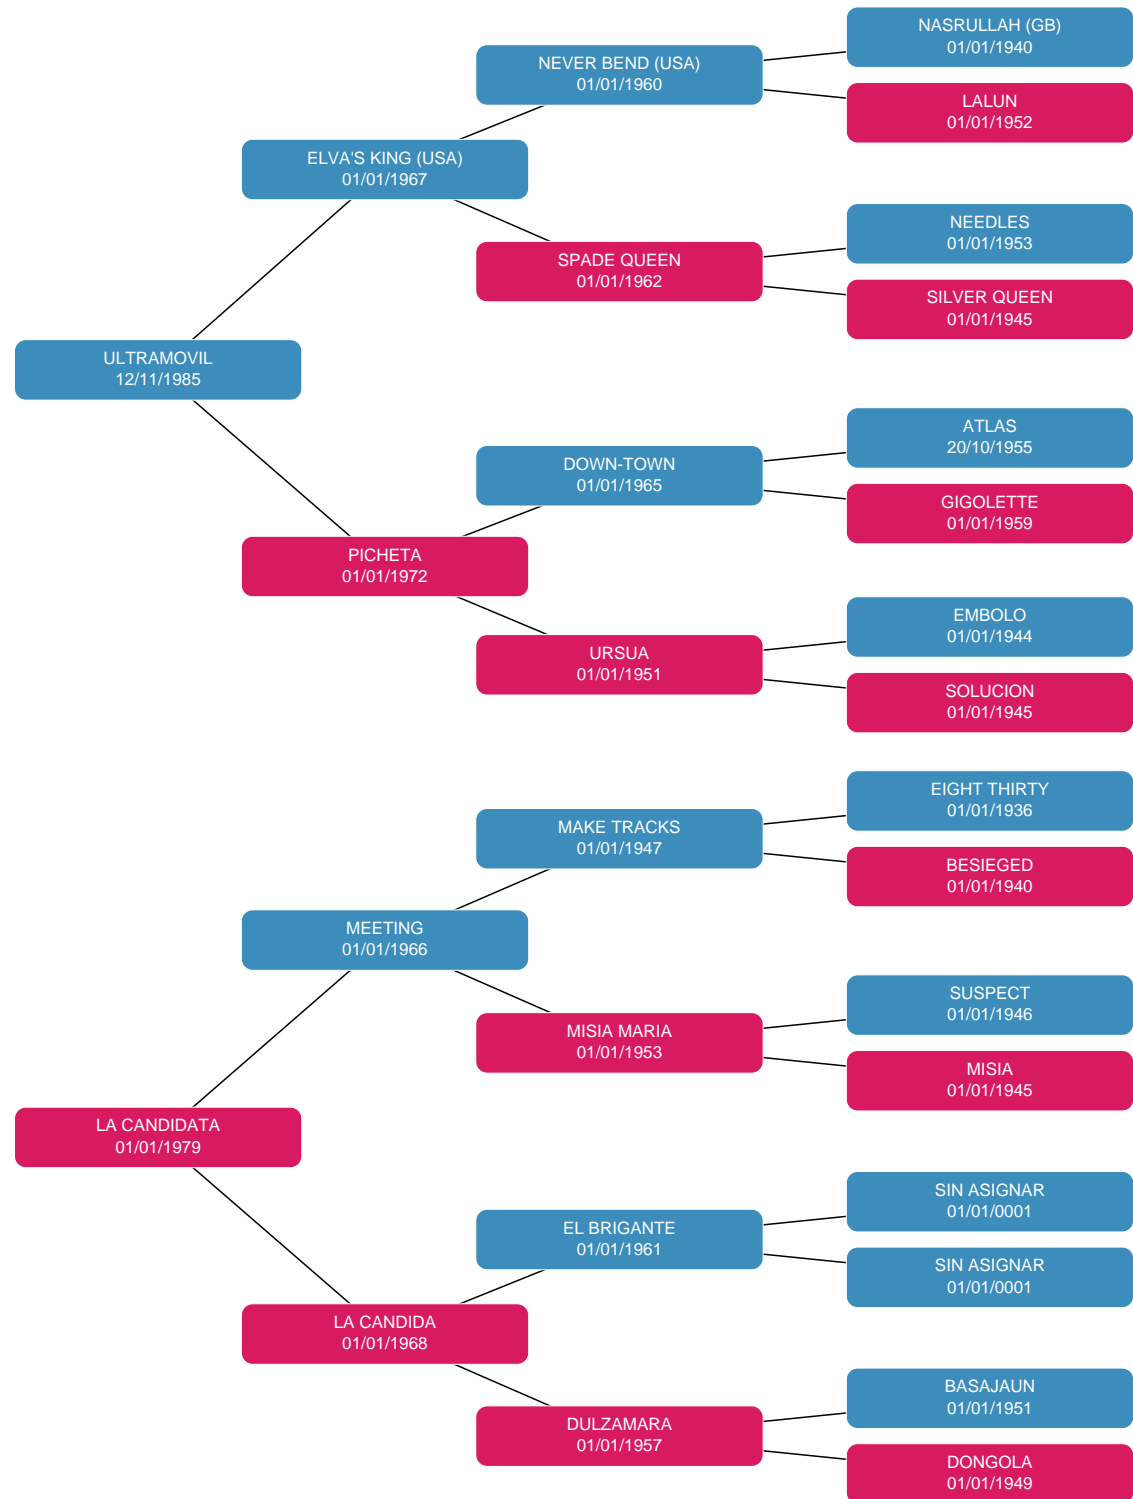 NASRULLAH (GB)
01/01/1940
NEVER BEND (USA)
01/01/1960
LALUN
01/01/1952
ELVA'S KING (USA)
01/01/1967
NEEDLES
01/01/1953
SPADE QUEEN
01/01/1962
SILVER QUEEN
01/01/1945
ULTRAMOVIL
12/11/1985
ATLAS
20/10/1955
DOWN-TOWN
01/01/1965
GIGOLETTE
01/01/1959
PICHETA
01/01/1972
EMBOLO
01/01/1944
URSUA
01/01/1951
SOLUCION
01/01/1945
EIGHT THIRTY
01/01/1936
MAKE TRACKS
01/01/1947
BESIEGED
01/01/1940
MEETING
01/01/1966
SUSPECT
01/01/1946
MISIA MARIA
01/01/1953
MISIA
01/01/1945
LA CANDIDATA
01/01/1979
SIN ASIGNAR
01/01/0001
EL BRIGANTE
01/01/1961
SIN ASIGNAR
01/01/0001
LA CANDIDA
01/01/1968
BASAJAUN
01/01/1951
DULZAMARA
01/01/1957
DONGOLA
01/01/1949